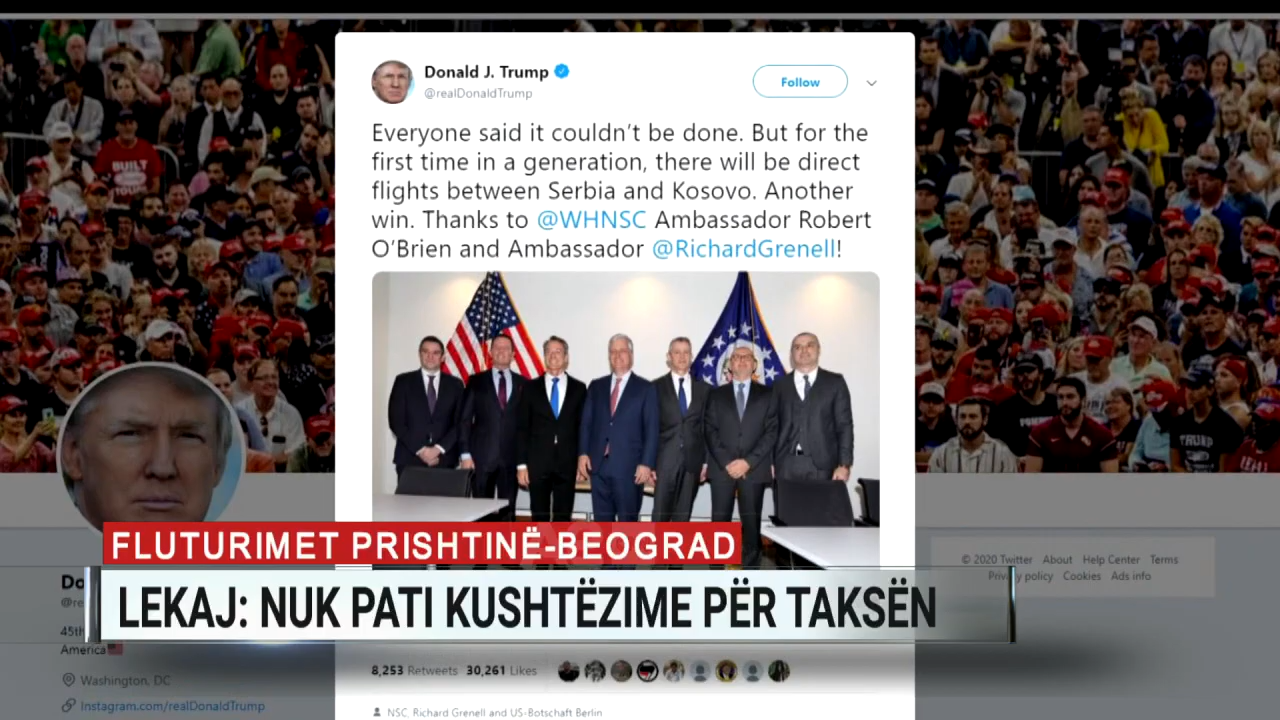 Donald J. Trump
@realDonaldTrump
Follow
Everyone said it couldn't be done. But for the
first time in a generation, there will be direct
flights between Serbia and Kosovo. Another
win. Thanks to @WHNSC Ambassador Robert
O'Brien and Ambassador @RichardGrenell!
BUILT
TRUMP
FLUTURIMET PRISHTINË-BEOGRAD
LEKAJ: NUK PATI KUSHTËZIME PËR TAKSËN
© 2020 Twitter About Help Center Terms
Privacy policy Cookies Ads info
Do
@re
45th
America
Washington, DC
Instagram.com/realDonaldTrump
8,253 Retweets 30,261 Likes
NSC, Richard Grenell and US-Botschaft Berlin